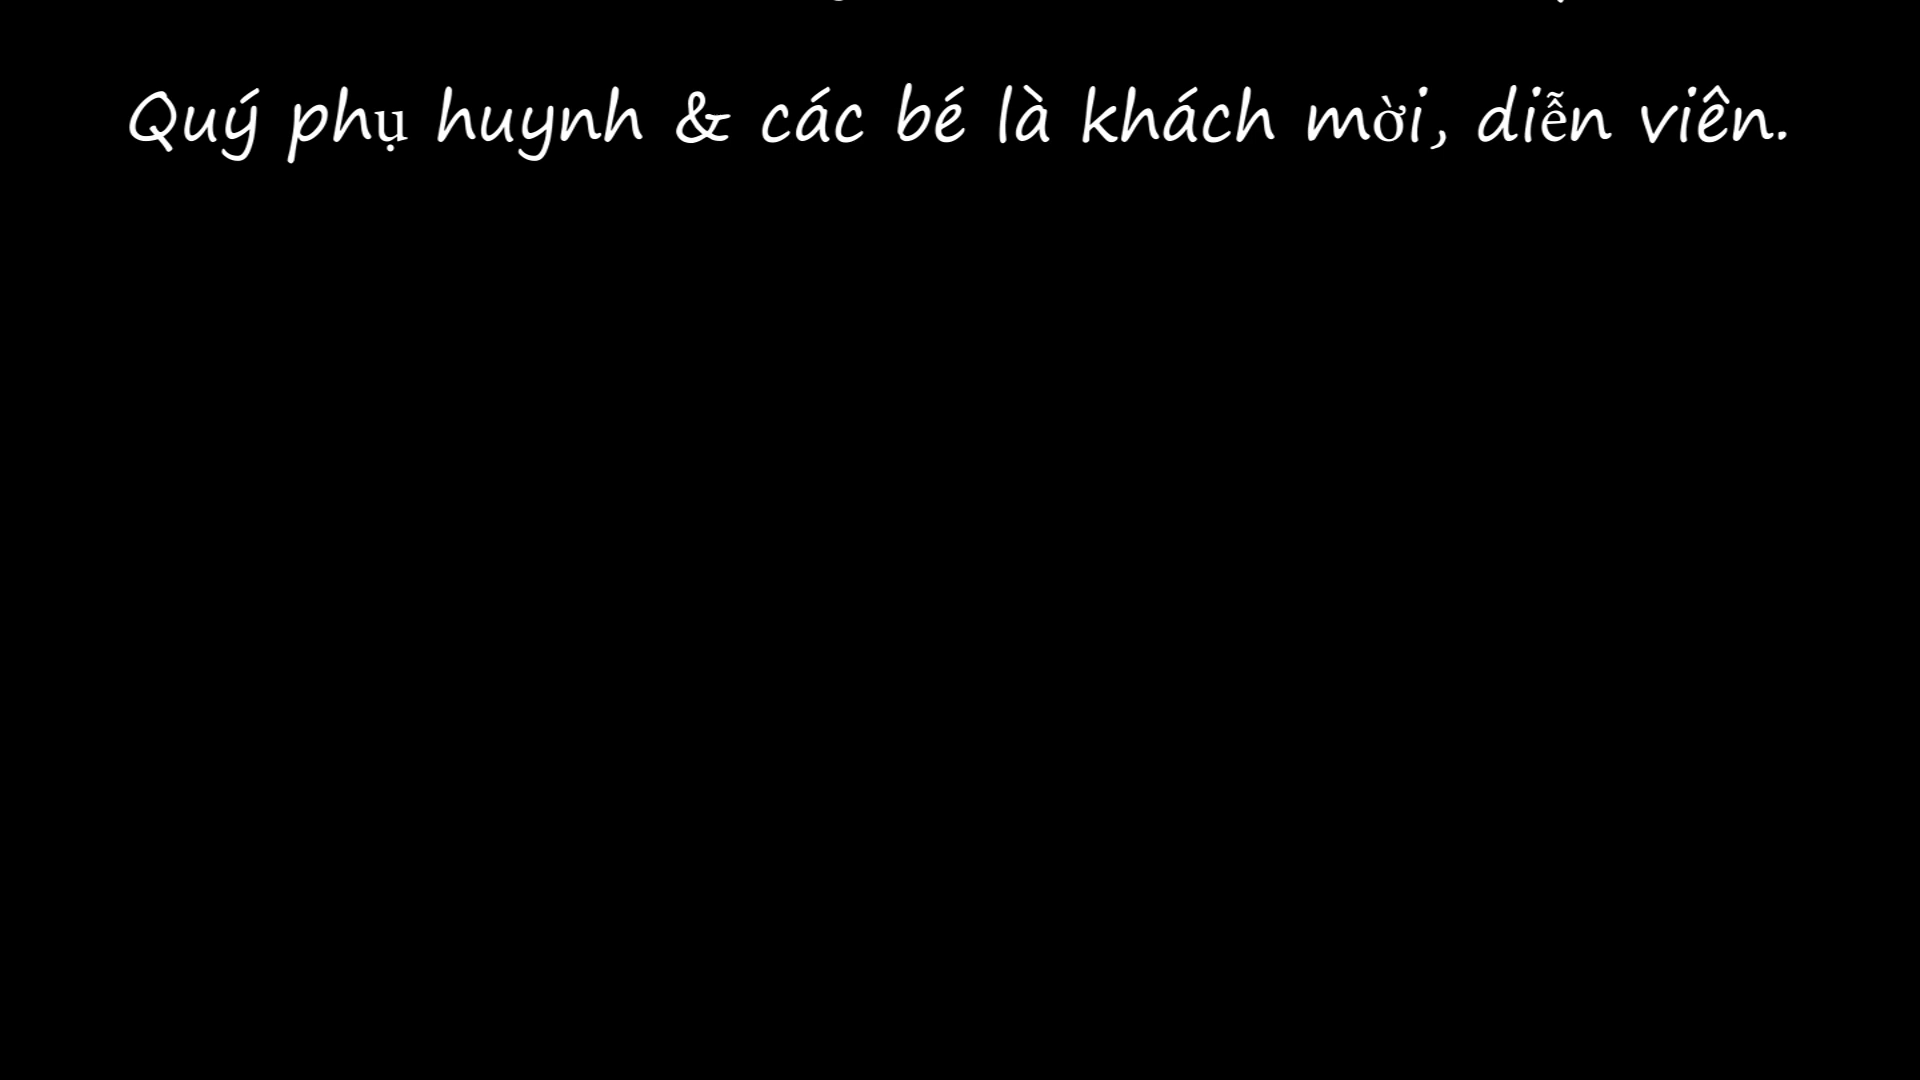 Quý phụ huynh & các bé là khách mời, diễn viên.